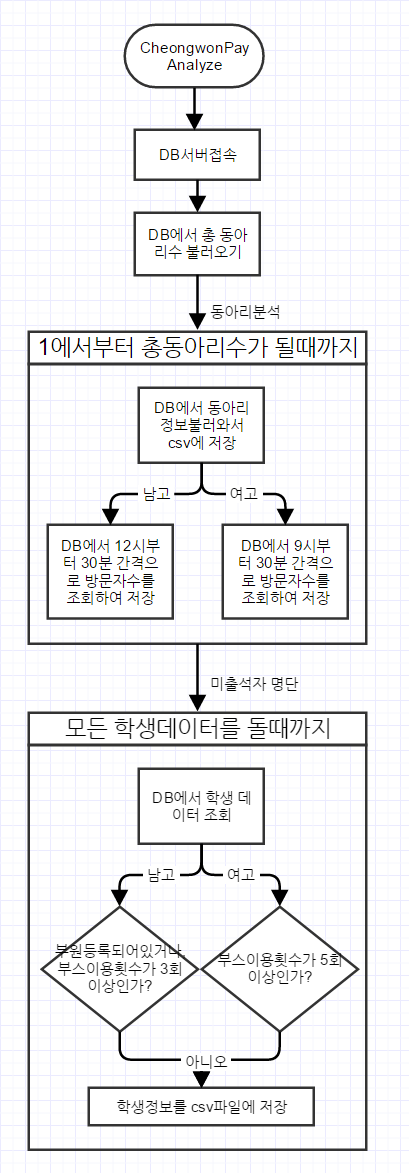 CheongwonPay
Analyze
DB서버접속
DB에서 총 동아
리수 불러오기
동아리분석
1에서부터 총동아리수가 될때까지
DB에서 동아리
정보불러와서
csv에 저장
남고
여고
DB에서 12시부
터 30분 간격으
로 방문자수를
조회하여 저장
DB에서 9시부
터 30분 간격으
로 방문자수를
조회하여 저장
미출석자 명단
모든 학생데이터를 돌때까지
DB에서 학생 데
이터 조회
남고
여고
부원등록되어있거나,
부스이용횟수가 3회
이상인가?
부스이용횟수가 5회
이상인가?
아니오
학생정보를 csv파일에 저장